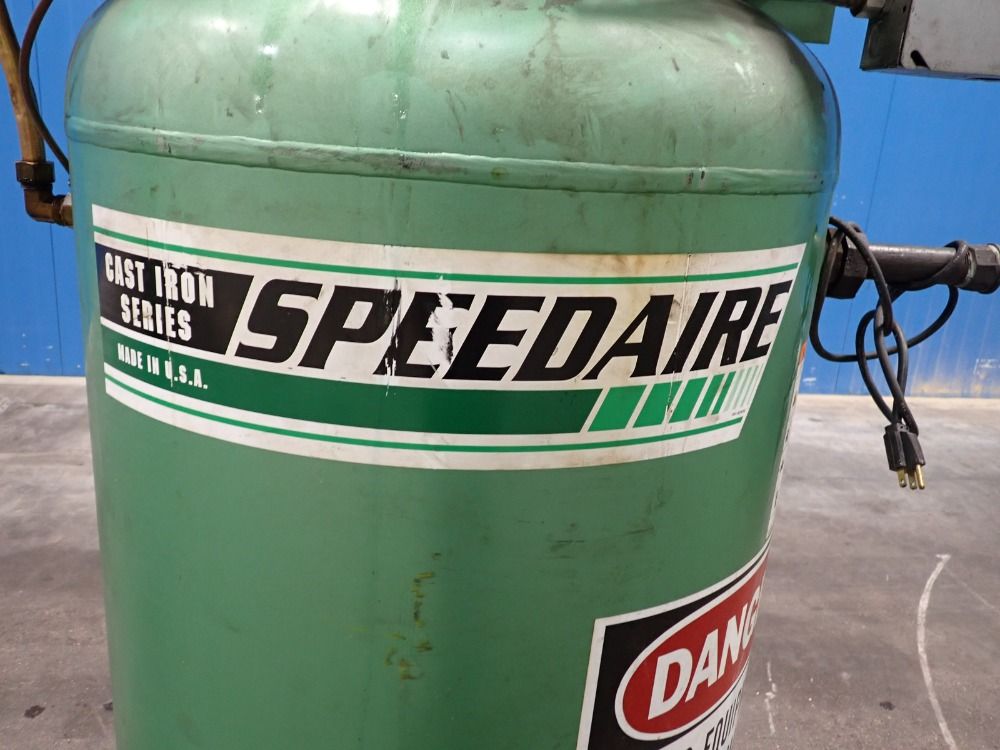 CAST IRON
SERIES
SPEEDAIRE
MADE IN U.S.A.
DANG